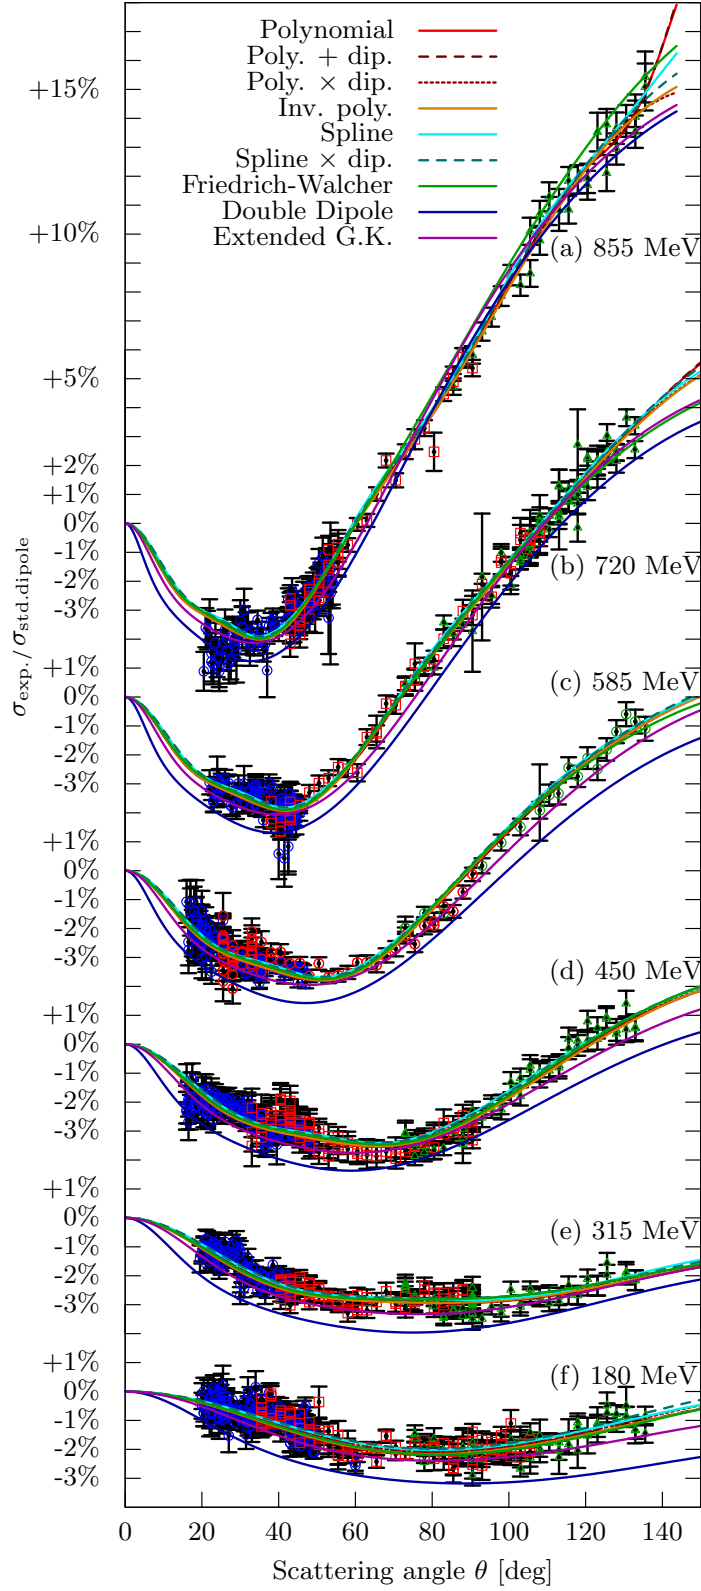 Polynomial
Poly. + dip.
Poly. × dip.
Inv. poly.
Spline
Spline × dip.
Friedrich-Walcher
Double Dipole
Extended G.K.
+15%
+10%
+5%
+2%
+1%
0%
-1%
-2%
-3%
+1%
0%
-1%
-2%
-3%
+1%
0%
-1%
-2%
-3%
+1%
0%
-1%
-2%
-3%
+1%
0%
-1%
-2%
-3%
+1%
0%
-1%
-2%
-3%
σexp./σstd.dipole
(a) 855 MeV
(b) 720 MeV
(c) 585 MeV
(d) 450 MeV
(e) 315 MeV
(f) 180 MeV
0 20 40 60 80 100 120 140
Scattering angle θ [deg]